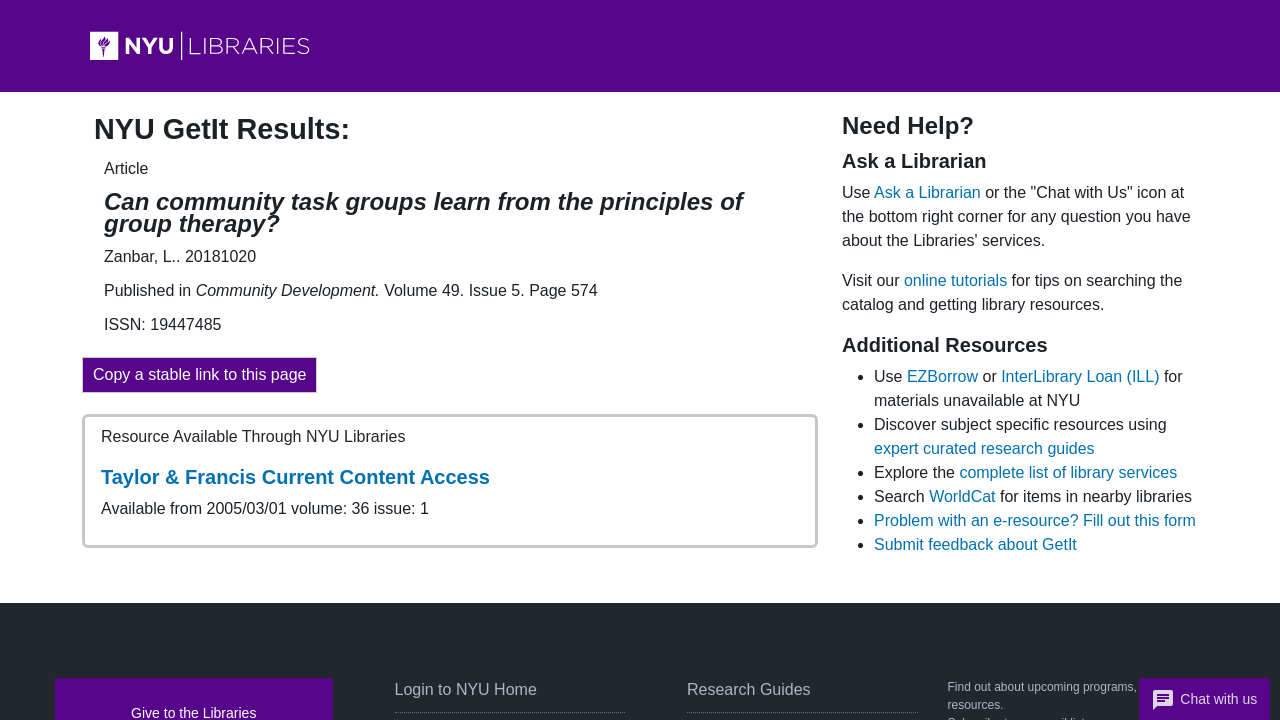 NYU LIBRARIES
NYU GetIt Results:
Article
Can community task groups learn from the principles of
group therapy?
Zanbar, L.. 20181020
Published in Community Development. Volume 49. Issue 5. Page 574
ISSN: 19447485
Copy a stable link to this page
Resource Available Through NYU Libraries
Taylor & Francis Current Content Access
Available from 2005/03/01 volume: 36 issue: 1
Need Help?
Ask a Librarian
Use Ask a Librarian or the "Chat with Us" icon at
the bottom right corner for any question you have
about the Libraries' services.
Visit our online tutorials for tips on searching the
catalog and getting library resources.
Additional Resources
Use EZBorrow or InterLibrary Loan (ILL) for
materials unavailable at NYU
Discover subject specific resources using
expert curated research guides
Explore the complete list of library services
Search WorldCat for items in nearby libraries
Problem with an e-resource? Fill out this form
Submit feedback about GetIt
Give to the Libraries
Login to NYU Home
Research Guides
Find out about upcoming programs,
resources.
Chat with us